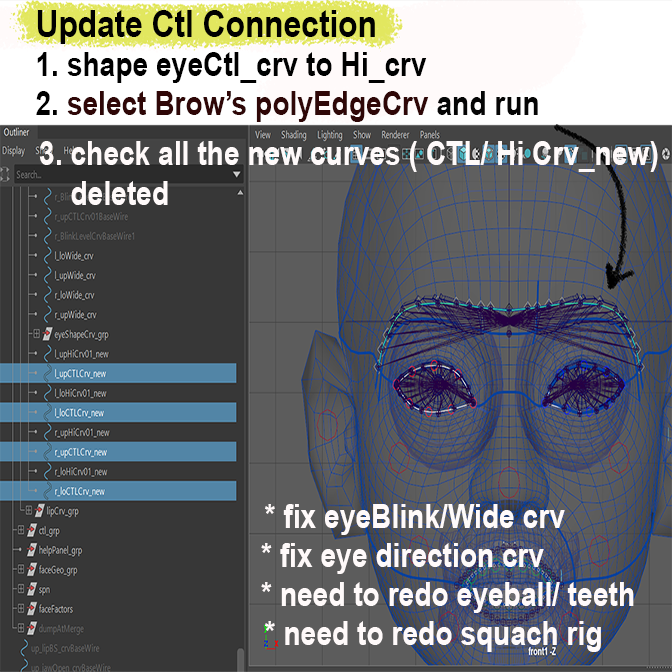 Update Ctl Connection
1. shape eyeCtl_crv to Hi_crv
2. select Brow's polyEdgeCrv and run
Outliner
View Shading Lighting Show Renderer Panels
Display
3. check all the new curves ( CTL/ Hi Crv_new)
deleted
Search...
r_upCTLCrv01BaseWire
r_BlinkLevelCrvBaseWire1
l_loWide_crv
l_upWide_crv
r_loWide_crv
r_upWide_crv
eyeShapeCrv_grp
l_upHiCrv01_new
l_upCTLCrv_new
l_loHiCrv01_new
l_loCTLCrv_new
r_upHiCrv01_new
r_upCTLCrv_new
r_loHiCrv01_new
r_loCTLCrv_new
lipCrv_grp
ctl_grp
helpPanel_grp
faceGeo_grp
spn
faceFactors
dumpAtMerge
up_lipBS_crvBaseWire
up_jawOpen_crvBaseWire
* fix eyeBlink/Wide crv
* fix eye direction crv
* need to redo eyeball/ teeth
* need to redo squach rig
front1 -Z